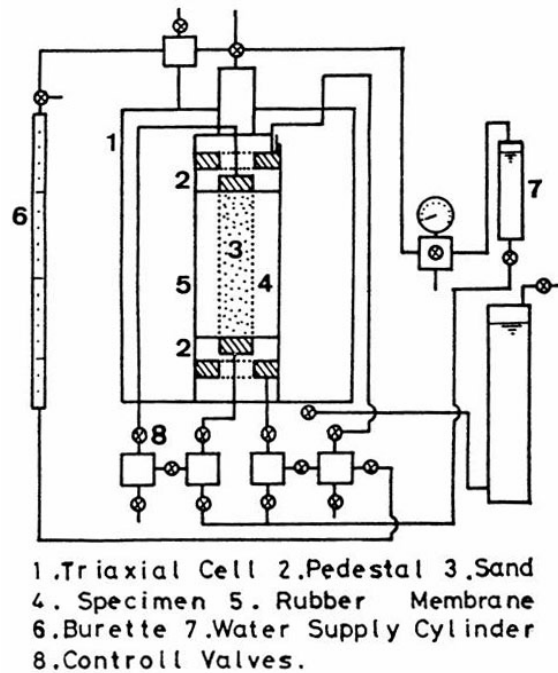 1
2
3
6
5
4
7
2
8
1.Triaxial Cell 2.Pedestal 3.Sand
4. Specimen 5. Rubber Membrane
6.Burette 7.Water Supply Cylinder
8.Controll Valves.